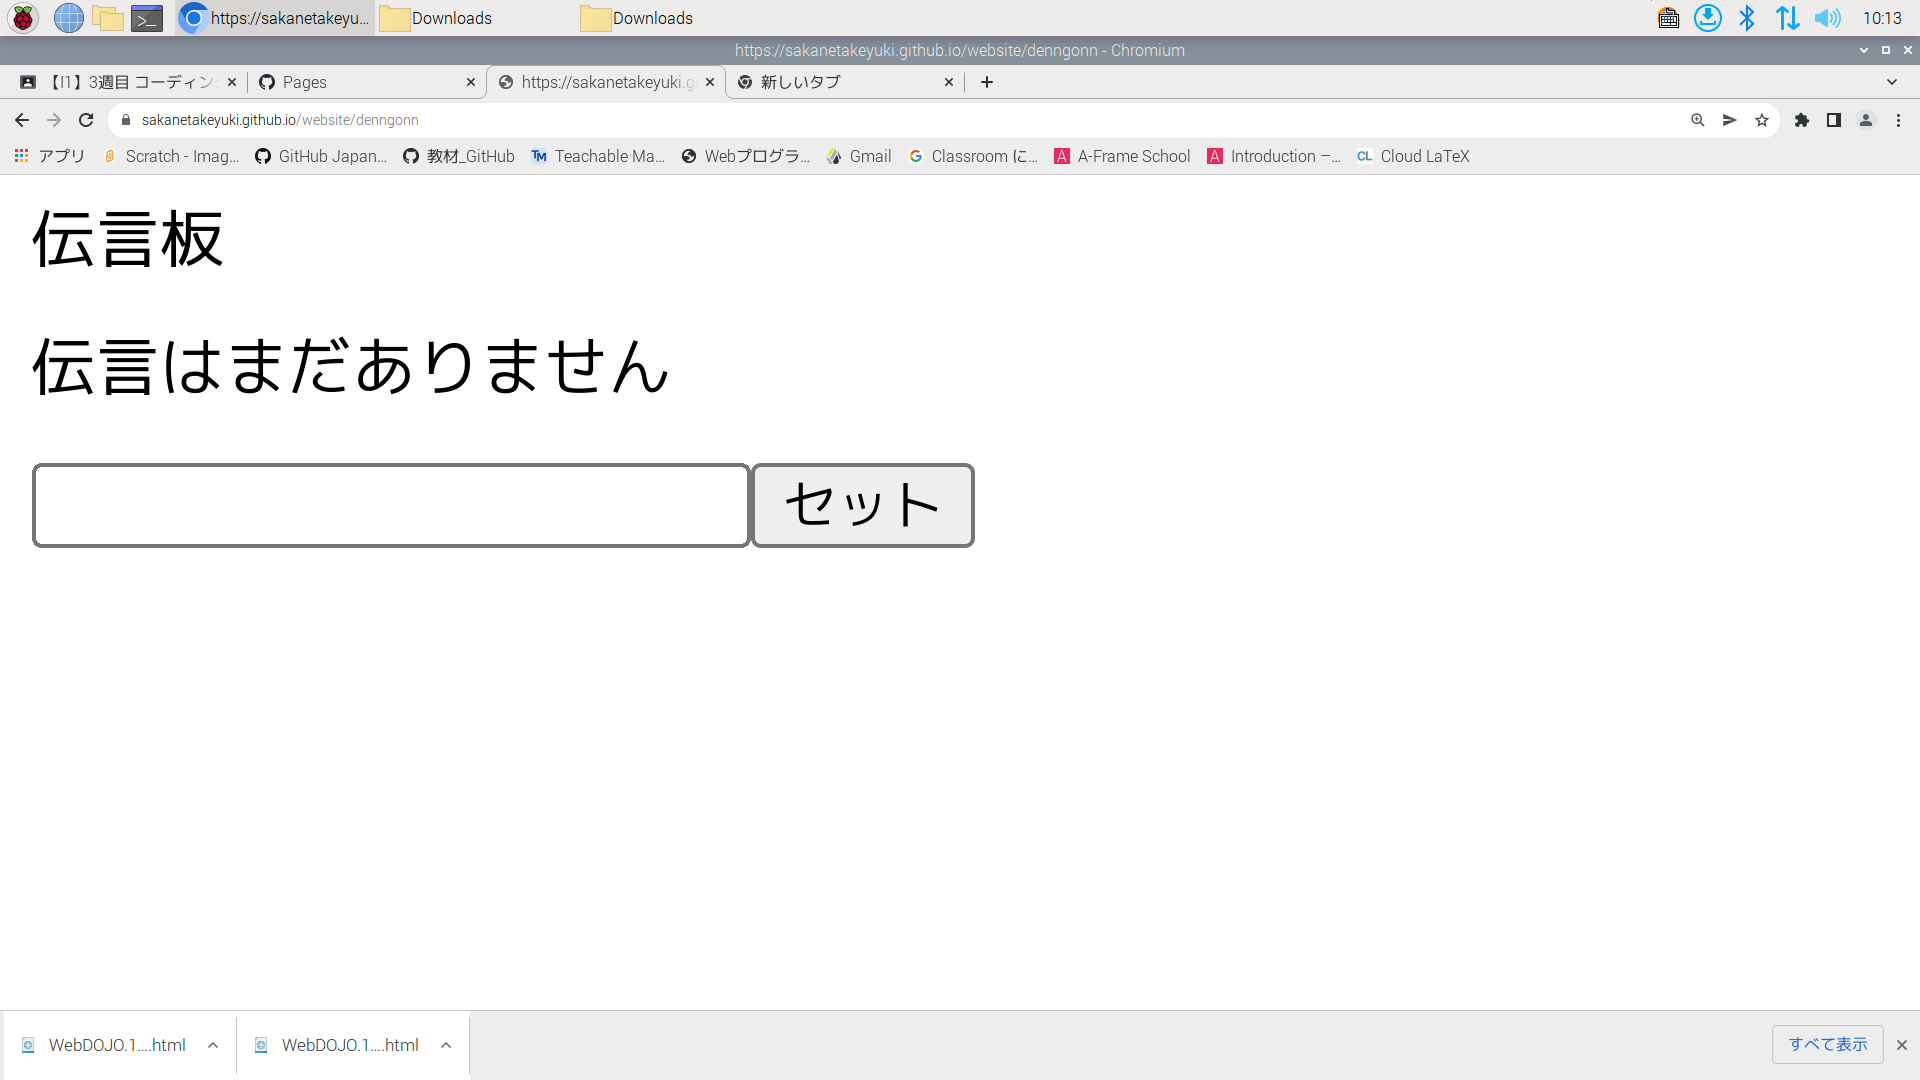 https://sakanetakeyu...
Downloads
Downloads
10:13
https://sakanetakeyuki.github.io/website/denngonn - Chromium
【I1】3週目 コーディン
Pages
https://sakanetakeyuki.g
新しいタブ
sakanetakeyuki.github.io/website/denngonn
アプリ
Scratch - Imag...
GitHub Japan...
教材_GitHub
Teachable Ma...
Webプログラ...
Gmail
Classroom に...
A-Frame School
Introduction –...
Cloud LaTeX
伝言板
伝言はまだありません
セット
WebDOJO.1....html
WebDOJO.1....html
すべて表示